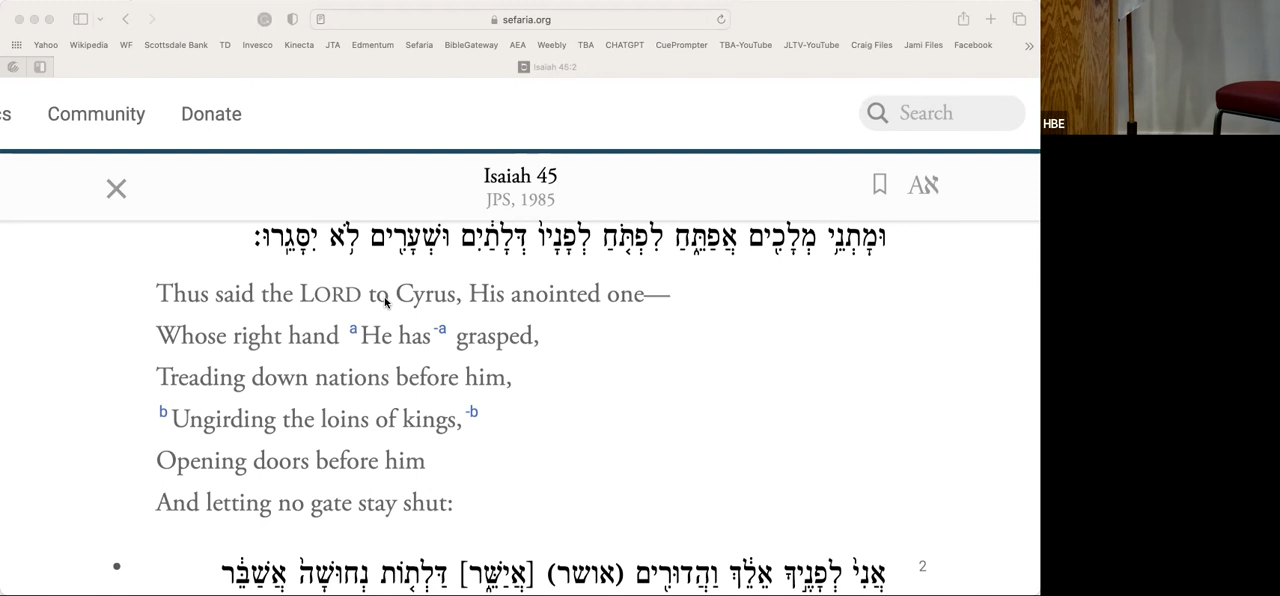 sefaria.org
Yahoo Wikipedia WF Scottsdale Bank TD Invesco Kinecta JTA Edmentum Sefaria BibleGateway AEA Weebly TBA CHATGPT CuePrompter TBA-YouTube JLTV-YouTube Craig Files Jami Files Facebook
Isaiah 45:2
cs Community Donate Search
HBE
Isaiah 45
JPS, 1985
Aא
וּמׇתְנֵ֥י מְלָכִ֖ים אֲפַתֵּ֑חַ לִפְתֹּ֤חַ לְפָנָיו֙ דְּלָתַ֔יִם וּשְׁעָרִ֖ים לֹ֥א יִסָּגֵֽרוּ׃
Thus said the LORD to Cyrus, His anointed one—
Whose right hand a He has -a grasped,
Treading down nations before him,
b Ungirding the loins of kings, -b
Opening doors before him
And letting no gate stay shut:
2 אֲנִי֙ לְפָנֶ֣יךָ אֵלֵ֔ךְ וַהֲדוּרִ֖ים (אושר) [אֲיַשֵּׁ֑ר] דַּלְת֤וֹת נְחוּשָׁה֙ אֲשַׁבֵּ֔ר